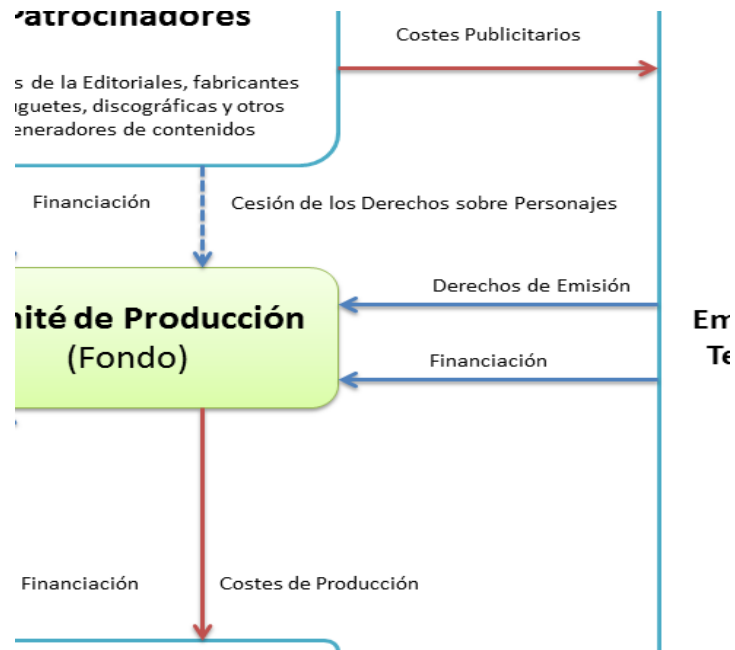 Patrocinadores
Costes Publicitarios
s de la Editoriales, fabricantes
uguetes, discográficas y otros
eneradores de contenidos
Financiación
Cesión de los Derechos sobre Personajes
Derechos de Emisión
mité de Producción
(Fondo)
Em
Te
Financiación
Financiación
Costes de Producción